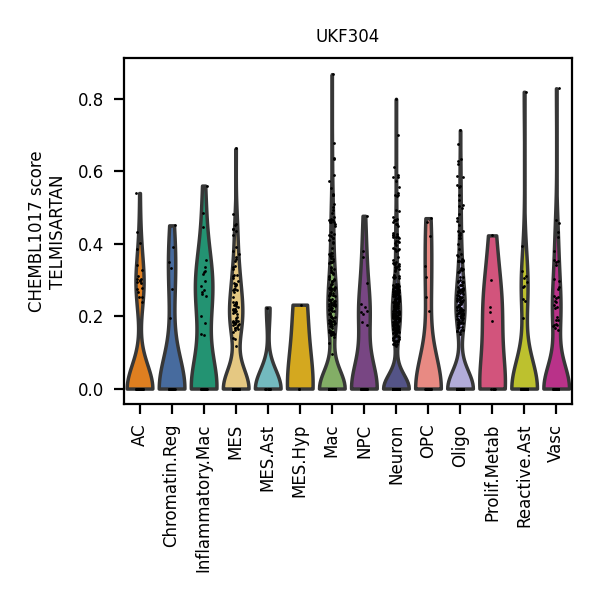 UKF304
CHEMBL1017 score
TELMISARTAN
0.8
0.6
0.4
0.2
0.0
AC
Chromatin.Reg
Inflammatory.Mac
MES
MES.Ast
MES.Hyp
Mac
NPC
Neuron
OPC
Oligo
Prolif.Metab
Reactive.Ast
Vasc